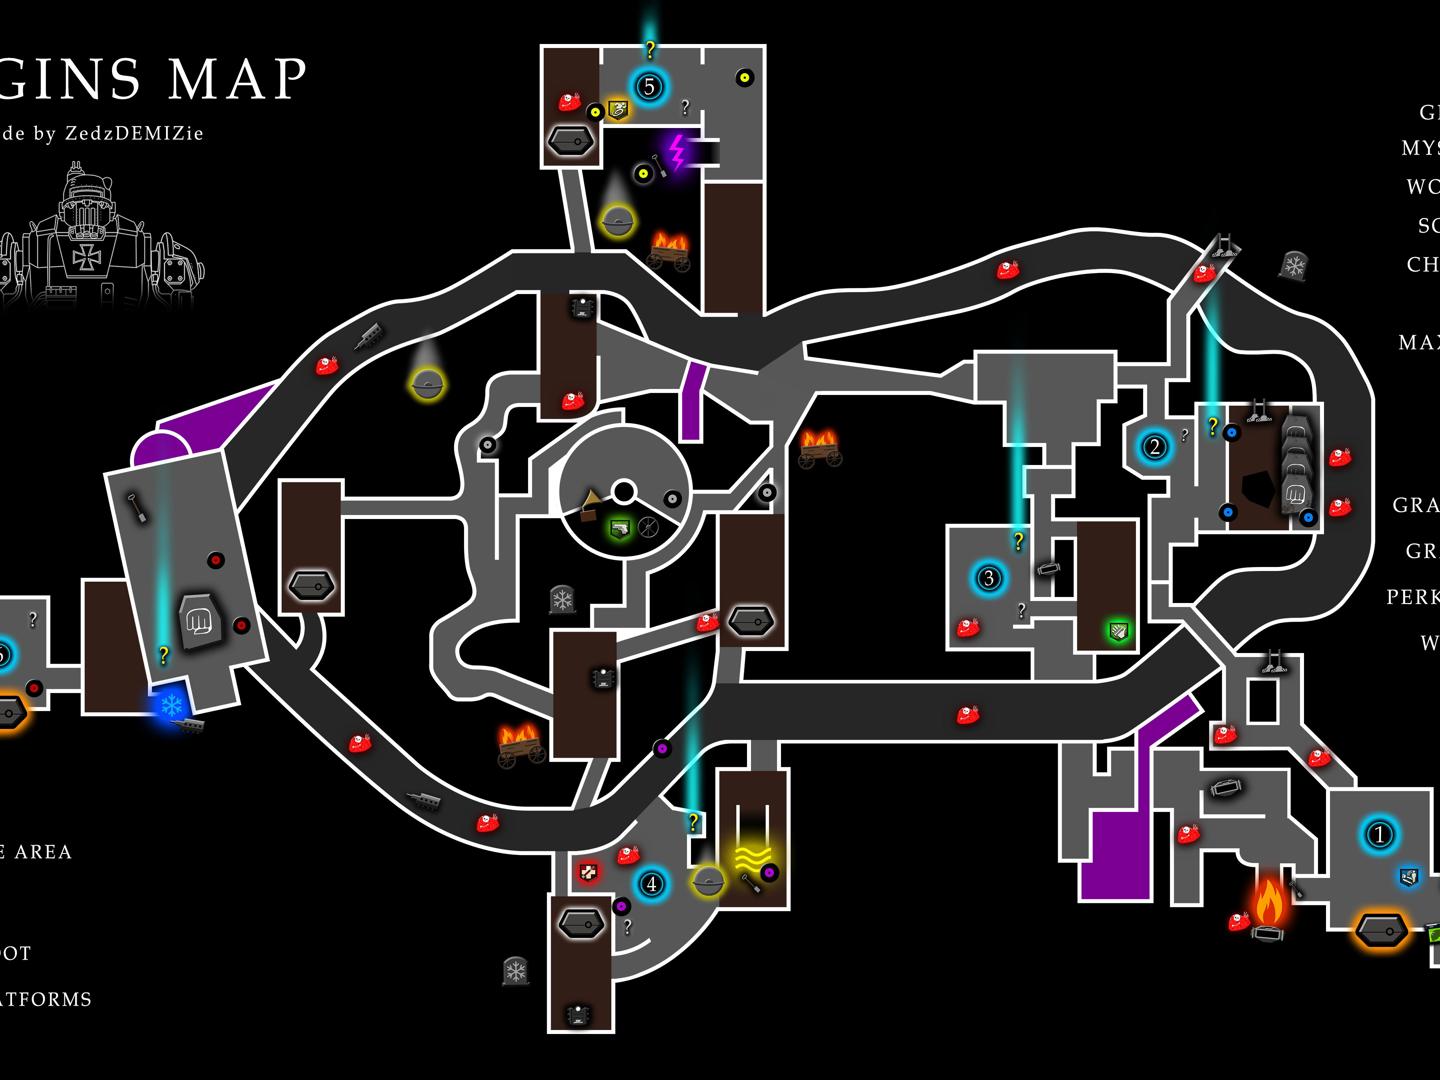 GINS MAP
de by ZedzDEMIZie
?
5
?
GI
MYS
WO
SC
CH
MAX
2
?
?
?
3
?
GRA
GR
PERK
W
?
6
?
?
4
?
1
E AREA
OOT
ATFORMS